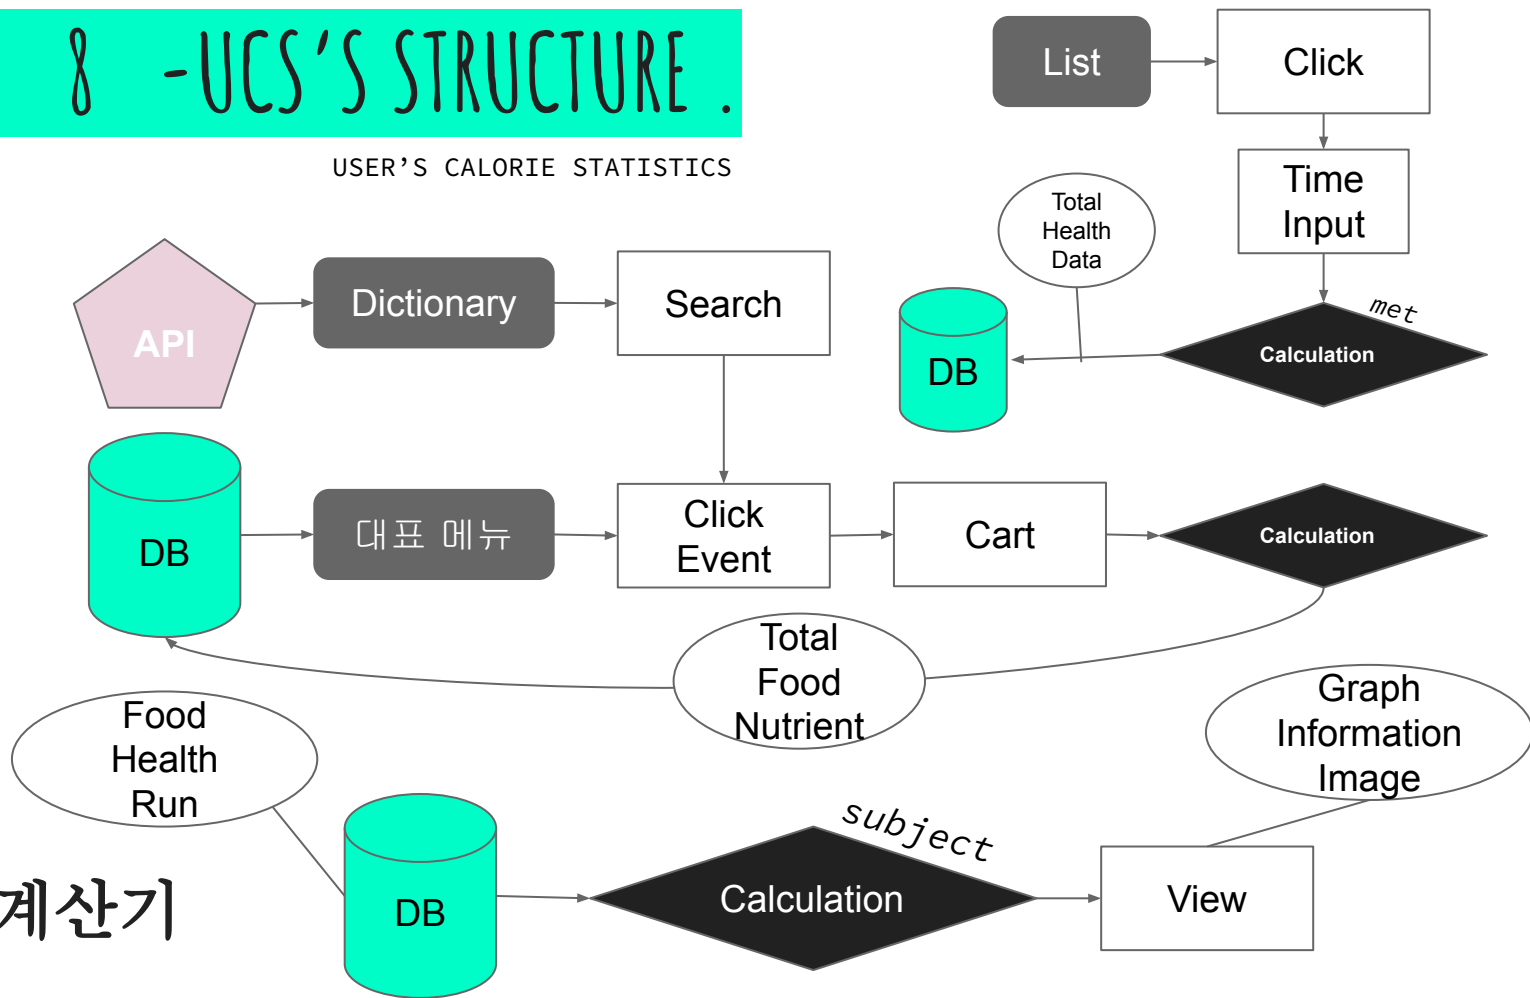 8 -UCS'S STRUCTURE .
USER'S CALORIE STATISTICS
List
Click
Time
Input
Total
Health
Data
met
Calculation
DB
API
Dictionary
Search
DB
대표 메뉴
Click
Event
Cart
Calculation
Total
Food
Nutrient
Food
Health
Run
Graph
Information
Image
subject
DB
Calculation
View
계산기